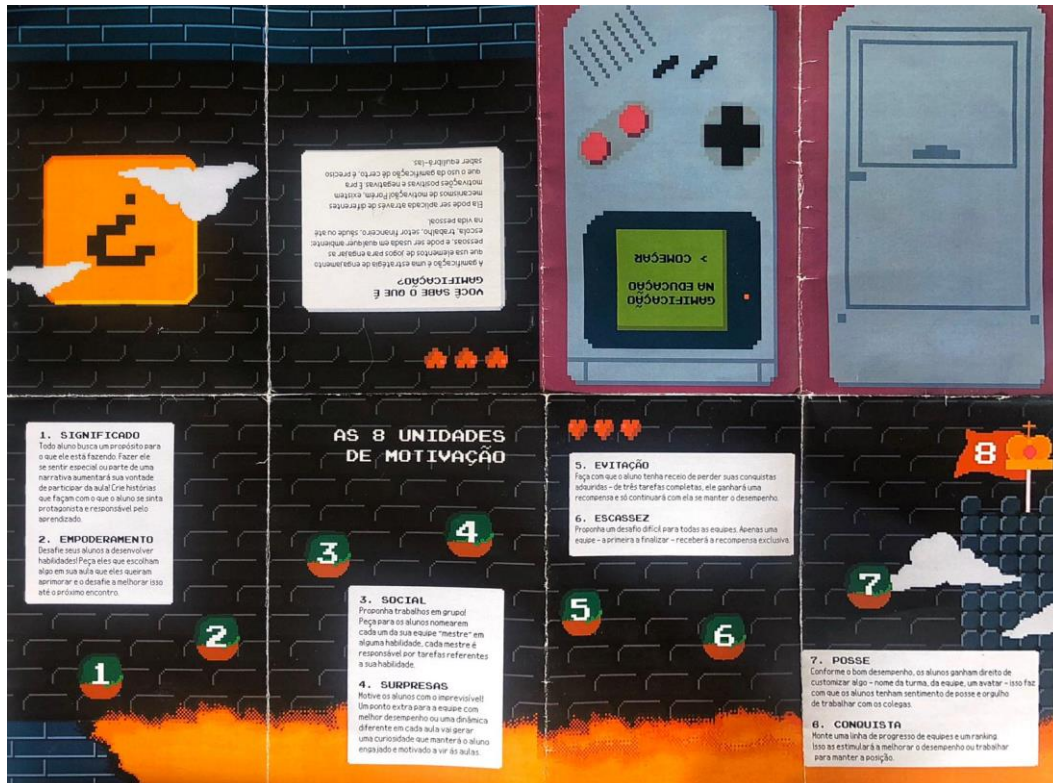 ?
VOCÊ SABE O QUE É
GAMIFICAÇÃO?
A gamificação é uma estratégia de engajamento
que usa elementos de jogos para engajar as
pessoas, e pode ser usada em qualquer ambiente:
escola, trabalho, setor financeiro, saúde ou até
na vida pessoal.
Ela pode ser aplicada através de diferentes
mecanismos de motivação! Porém, existem
motivações positivas e negativas. E pra
que o uso da gamificação dê certo, é preciso
saber equilibrá-las.
GAMIFICAÇÃO
NA EDUCAÇÃO
> COMEÇAR
1. SIGNIFICADO
Todo aluno busca um propósito para
o que ele está fazendo. Fazer ele
se sentir especial ou parte de uma
narrativa aumentará sua vontade
de participar da aula! Crie histórias
que façam com o que o aluno se sinta
protagonista e responsável pelo
aprendizado.
2. EMPODERAMENTO
Desafie seus alunos a desenvolver
habilidades! Peça eles que escolham
algo em sua aula que eles queiram
aprimorar e o desafie a melhorar isso
até o próximo encontro.
1
2
AS 8 UNIDADES
DE MOTIVAÇÃO
3
4
3. SOCIAL
Proponha trabalhos em grupo!
Peça para os alunos nomearem
cada um da sua equipe "mestre" em
alguma habilidade, cada mestre é
responsável por tarefas referentes
a sua habilidade.
4. SURPRESAS
Motive os alunos com o imprevisível!
Um ponto extra para a equipe com
melhor desempenho ou uma dinâmica
diferente em cada aula vai gerar
uma curiosidade que manterá o aluno
engajado e motivado a vir às aulas.
5. EVITAÇÃO
Faça com que o aluno tenha receio de perder suas conquistas
adquiridas - de três tarefas completas, ele ganhará uma
recompensa e só continuará com ela se manter o desempenho.
6. ESCASSEZ
Proponha um desafio difícil para todas as equipes. Apenas uma
equipe - a primeira a finalizar - receberá a recompensa exclusiva.
5
6
8
7
7. POSSE
Conforme o bom desempenho, os alunos ganham direito de
customizar algo - nome da turma, da equipe, um avatar - isso faz
com que os alunos tenham sentimento de posse e orgulho
de trabalhar com os colegas.
6. CONQUISTA
Monte uma linha de progresso de equipes e um ranking.
Isso as estimulará a melhorar o desempenho ou trabalhar
para manter a posição.